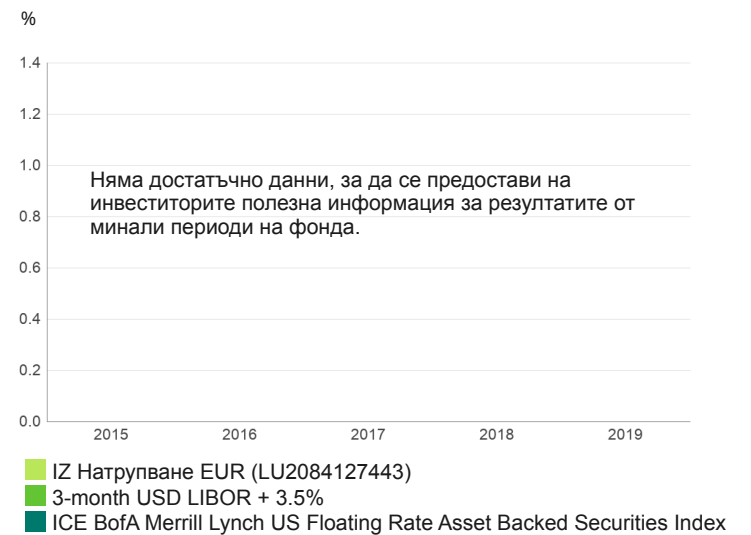 %
1.4
1.2
1.0
Няма достатъчно данни, за да се предостави на
инвеститорите полезна информация за резултатите от
минали периоди на фонда.
0.8
0.6
0.4
0.2
0.0
2015 2016 2017 2018 2019
IZ Натрупване EUR (LU2084127443)
3-month USD LIBOR + 3.5%
ICE BofA Merrill Lynch US Floating Rate Asset Backed Securities Index